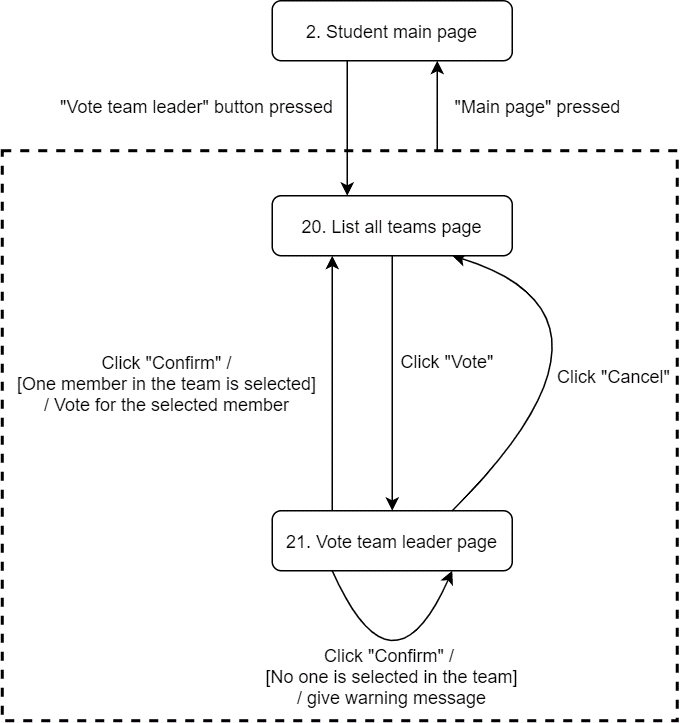 2. Student main page
"Vote team leader" button pressed
"Main page" pressed
20. List all teams page
Click "Confirm" /
[One member in the team is selected]
/ Vote for the selected member
Click "Vote"
Click "Cancel"
21. Vote team leader page
Click "Confirm" /
[No one is selected in the team]
/ give warning message